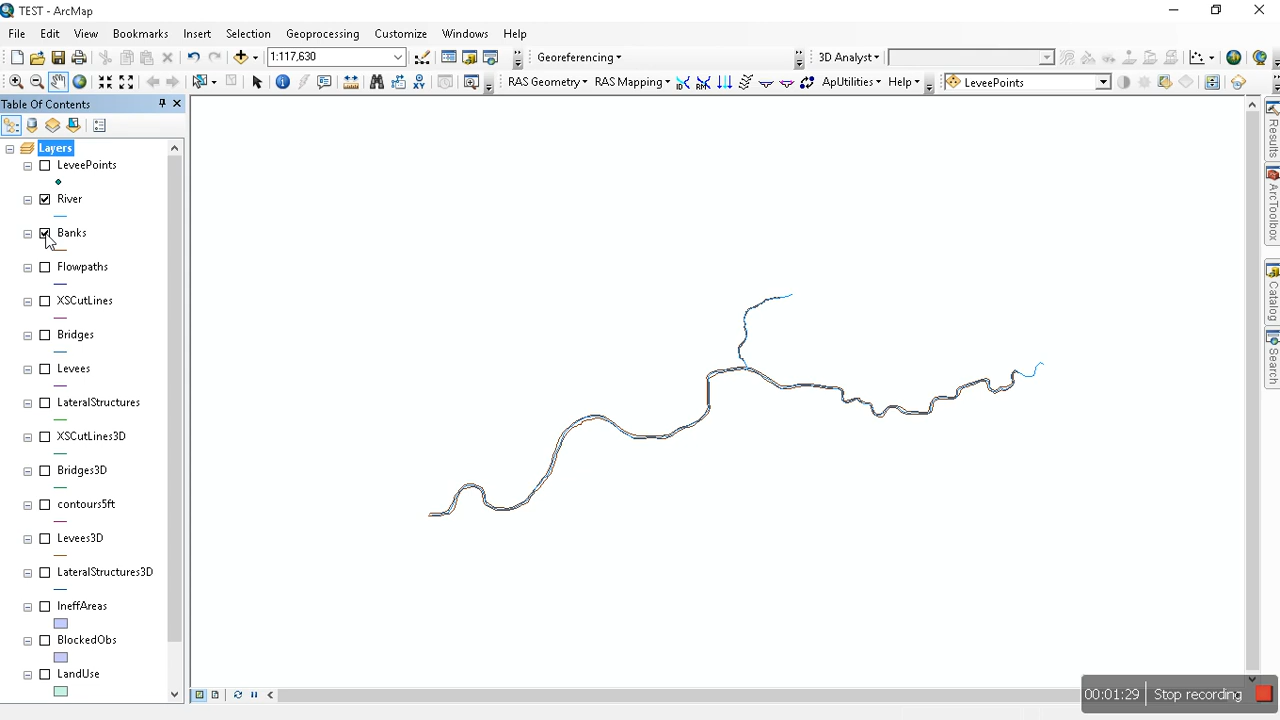 TEST - ArcMap
File Edit View Bookmarks Insert Selection Geoprocessing Customize Windows Help
1:117,630 Georeferencing 3D Analyst
RAS Geometry RAS Mapping ID RM ApUtilities Help LeveePoints
Table Of Contents
Layers
LeveePoints
River
Banks
Flowpaths
XSCutLines
Bridges
Levees
LateralStructures
XSCutLines3D
Bridges3D
contours5ft
Levees3D
LateralStructures3D
IneffAreas
BlockedObs
LandUse
Results
ArcToolbox
Catalog
Search
00:01:29 Stop recording